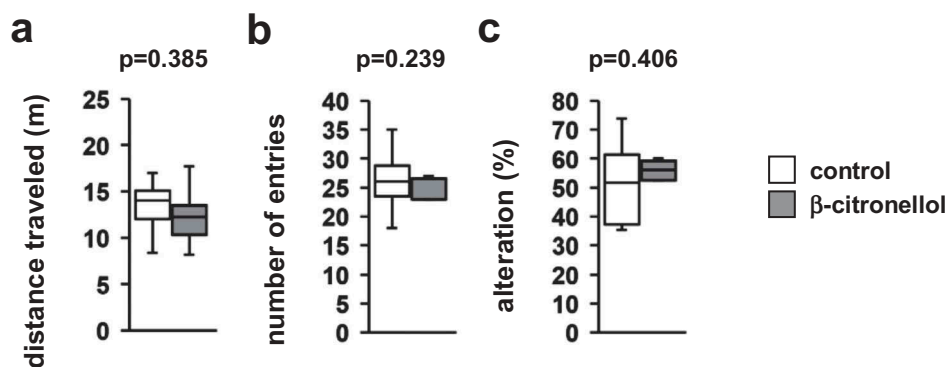 a
p=0.385
distance traveled (m)
25
20
15
10
5
0
b
p=0.239
number of entries
40
35
30
25
20
15
10
5
0
c
p=0.406
alteration (%)
80
70
60
50
40
30
20
10
0
control
β-citronellol